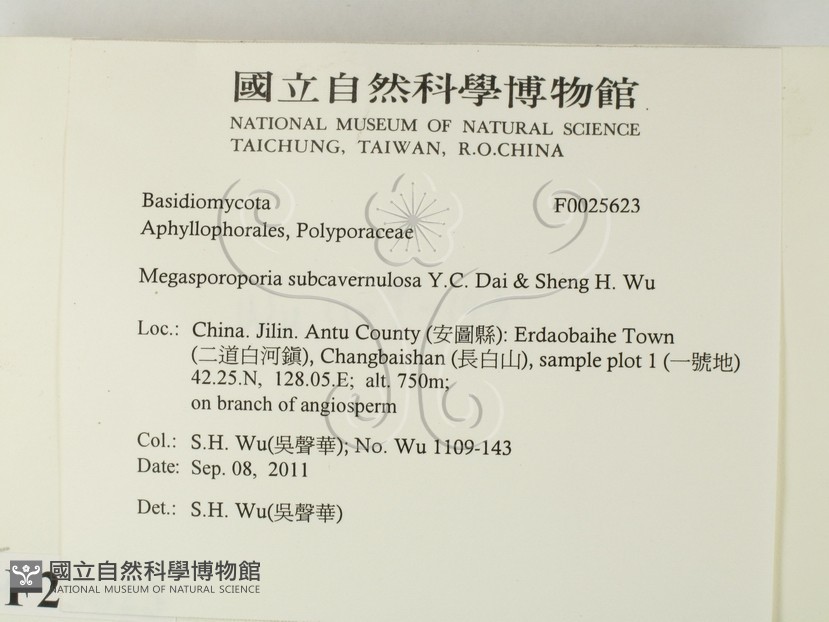 國立自然科學博物館
NATIONAL MUSEUM OF NATURAL SCIENCE
TAICHUNG, TAIWAN, R.O.CHINA
Basidiomycota F0025623
Aphyllophorales, Polyporaceae
Megasporoporia subcavernulosa Y.C. Dai & Sheng H. Wu
Loc.: China. Jilin. Antu County (安圖縣): Erdaobaihe Town
(二道白河鎮), Changbaishan (長白山), sample plot 1 (一號地)
42.25.N, 128.05.E; alt. 750m;
on branch of angiosperm
Col.: S.H. Wu(吳聲華); No. Wu 1109-143
Date: Sep. 08, 2011
Det.: S.H. Wu(吳聲華)
國立自然科學博物館
NATIONAL MUSEUM OF NATURAL SCIENCE